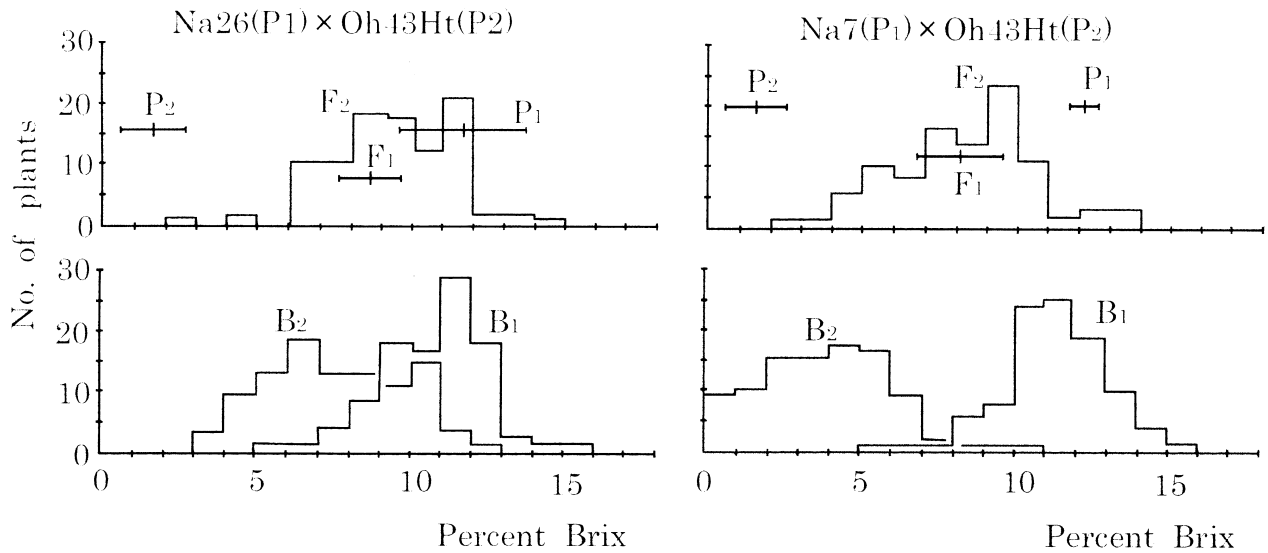 Na26(P1)×Oh43Ht(P2)
Na7(P1)×Oh43Ht(P2)
No. of plants
30
20
10
0
P2
F2
F1
P1
P2
F2
F1
P1
30
20
10
0
B2
B1
B2
B1
0 5 10 15
0 5 10 15
Percent Brix
Percent Brix